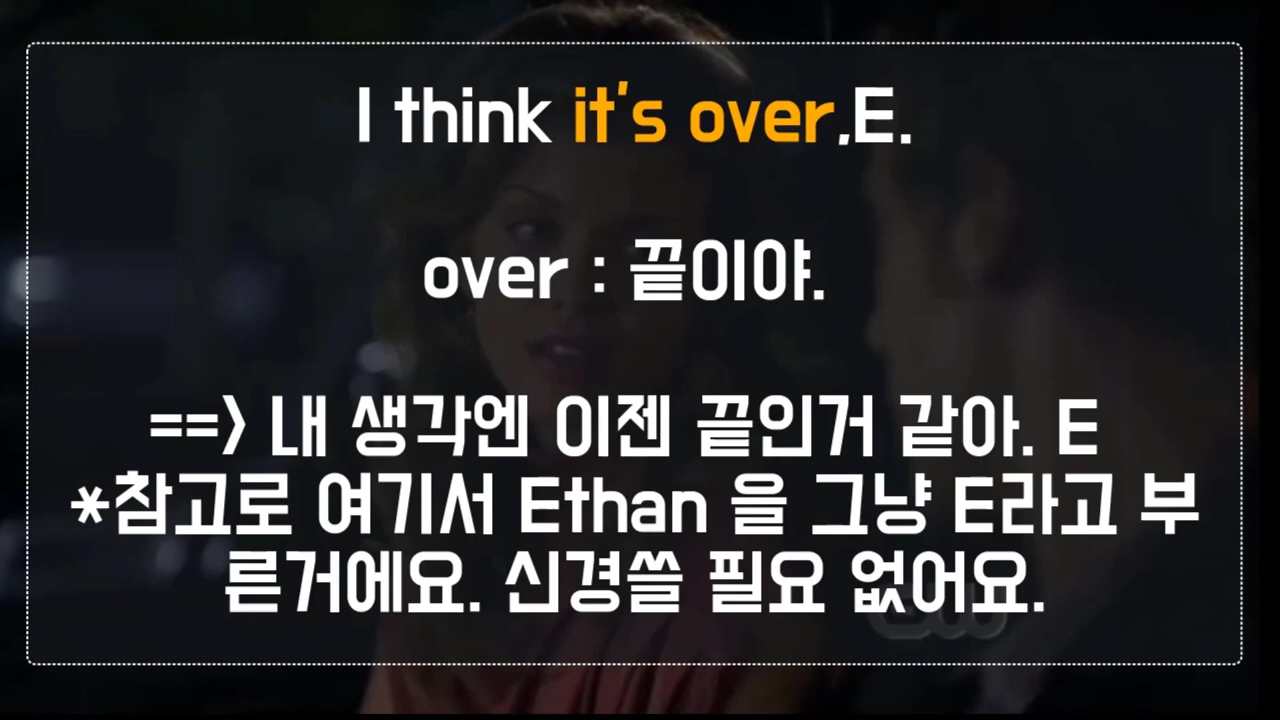 I think it's over,E.
over : 끝이야.
==> 내 생각엔 이젠 끝인거 같아. E
*참고로 여기서 Ethan 을 그냥 E라고 부
른거에요. 신경쓸 필요 없어요.
CW